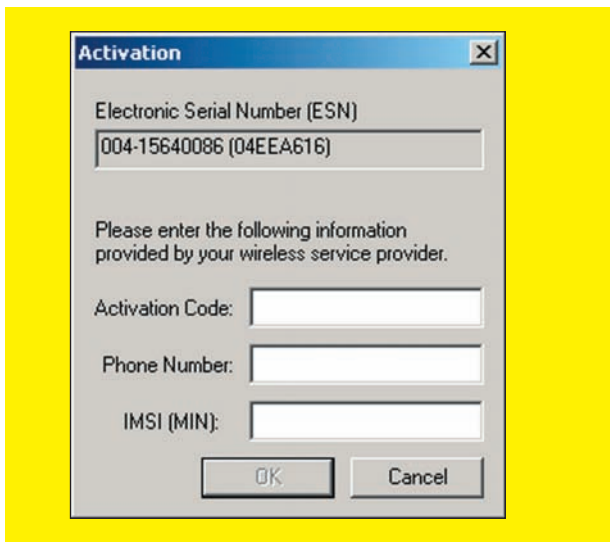 Activation
Electronic Serial Number (ESN)
004-15640086 (04EEA616)
Please enter the following information
provided by your wireless service provider.
Activation Code:
Phone Number:
IMSI (MIN):
OK Cancel